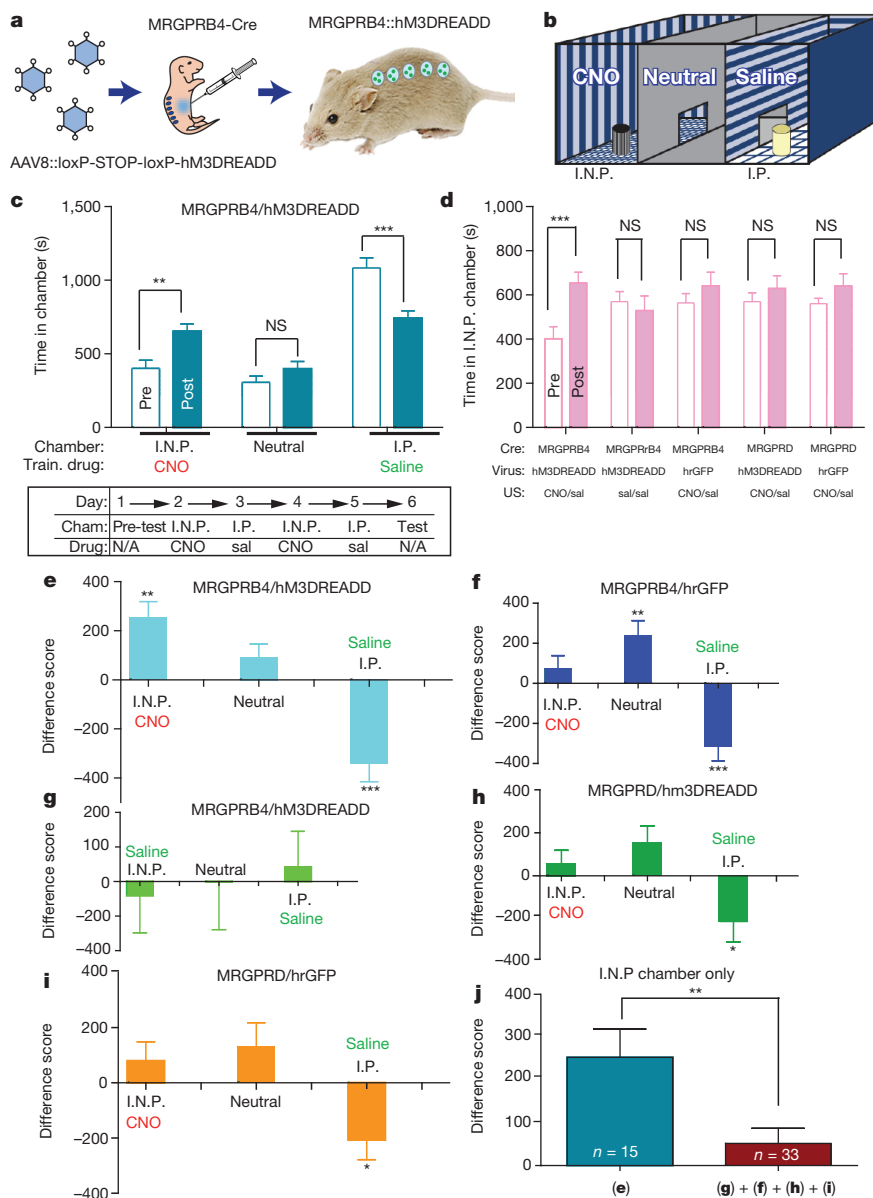 a
MRGPRB4-Cre
MRGPRB4::hM3DREADD
AAV8::loxP-STOP-loxP-hM3DREADD
b
CNO Neutral Saline
I.N.P. I.P.
c
MRGPRB4/hM3DREADD
Time in chamber (s)
1,500
1,000
500
0
** NS ***
Pre Post
Chamber: I.N.P. Neutral I.P.
Train. drug: CNO Saline
Day: 1 2 3 4 5 6
Cham: Pre-test I.N.P. I.P. I.N.P. I.P. Test
Drug: N/A CNO sal CNO sal N/A
d
Time in I.N.P. chamber (s)
1,000
800
600
400
200
0
*** NS NS NS NS
Pre Post
Cre: MRGPRB4 MRGPRrB4 MRGPRB4 MRGPRD MRGPRD
Virus: hM3DREADD hM3DREADD hrGFP hM3DREADD hrGFP
US: CNO/sal sal/sal CNO/sal CNO/sal CNO/sal
e
MRGPRB4/hM3DREADD
Difference score
400
200
0
−200
−400
**
I.N.P.
CNO
Neutral
Saline
I.P.
***
f
MRGPRB4/hrGFP
Difference score
400
200
0
−200
−400
I.N.P.
CNO
**
Neutral
Saline
I.P.
***
g
MRGPRB4/hM3DREADD
Difference score
200
0
−200
−400
Saline
I.N.P.
Neutral
I.P.
Saline
h
MRGPRD/hm3DREADD
Difference score
400
200
0
−200
−400
I.N.P.
CNO
Neutral
Saline
I.P.
*
i
MRGPRD/hrGFP
Difference score
400
200
0
−200
−400
I.N.P.
CNO
Neutral
Saline
I.P.
*
j
I.N.P chamber only
Difference score
400
300
200
100
0
**
n = 15
n = 33
(e) (g) + (f) + (h) + (i)